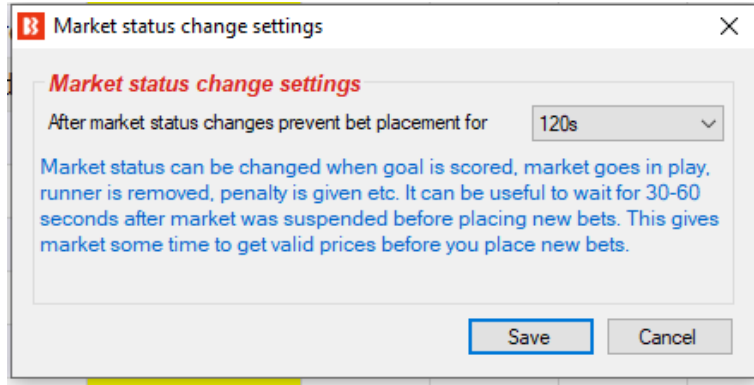 Market status change settings
Market status change settings
After market status changes prevent bet placement for 120s
Market status can be changed when goal is scored, market goes in play,
runner is removed, penalty is given etc. It can be useful to wait for 30-60
seconds after market was suspended before placing new bets. This gives
market some time to get valid prices before you place new bets.
Save Cancel